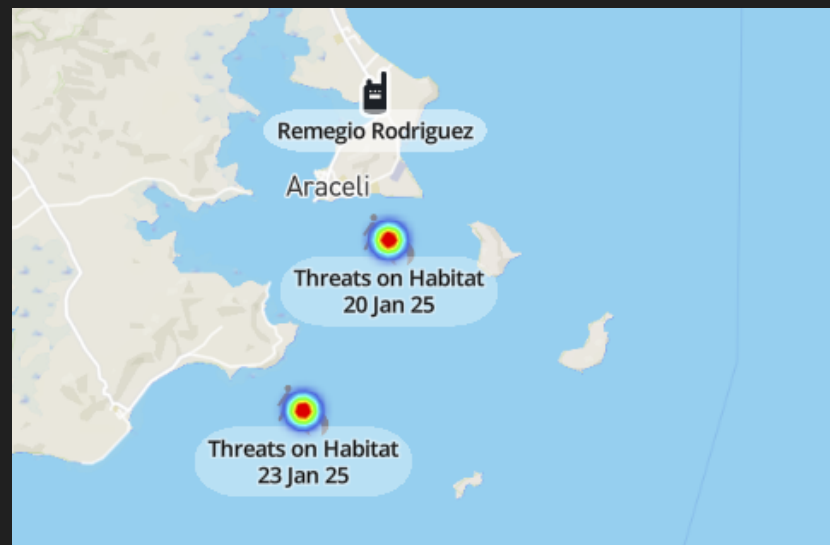 Remegio Rodriguez
Araceli
Threats on Habitat
20 Jan 25
Threats on Habitat
23 Jan 25